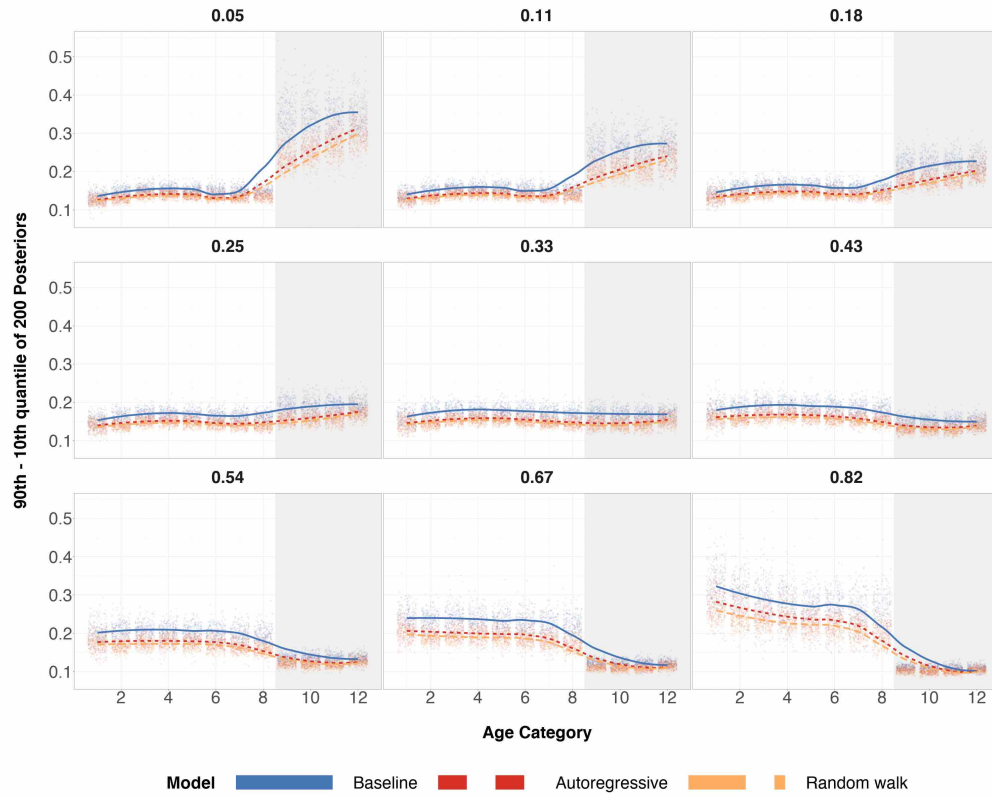 0.05 0.11 0.18
0.5
0.4
0.3
0.2
0.1
0.25 0.33 0.43
0.5
0.4
0.3
0.2
0.1
0.54 0.67 0.82
0.5
0.4
0.3
0.2
0.1
2 4 6 8 10 12 2 4 6 8 10 12 2 4 6 8 10 12
90th - 10th quantile of 200 Posteriors
Age Category
Model Baseline Autoregressive Random walk